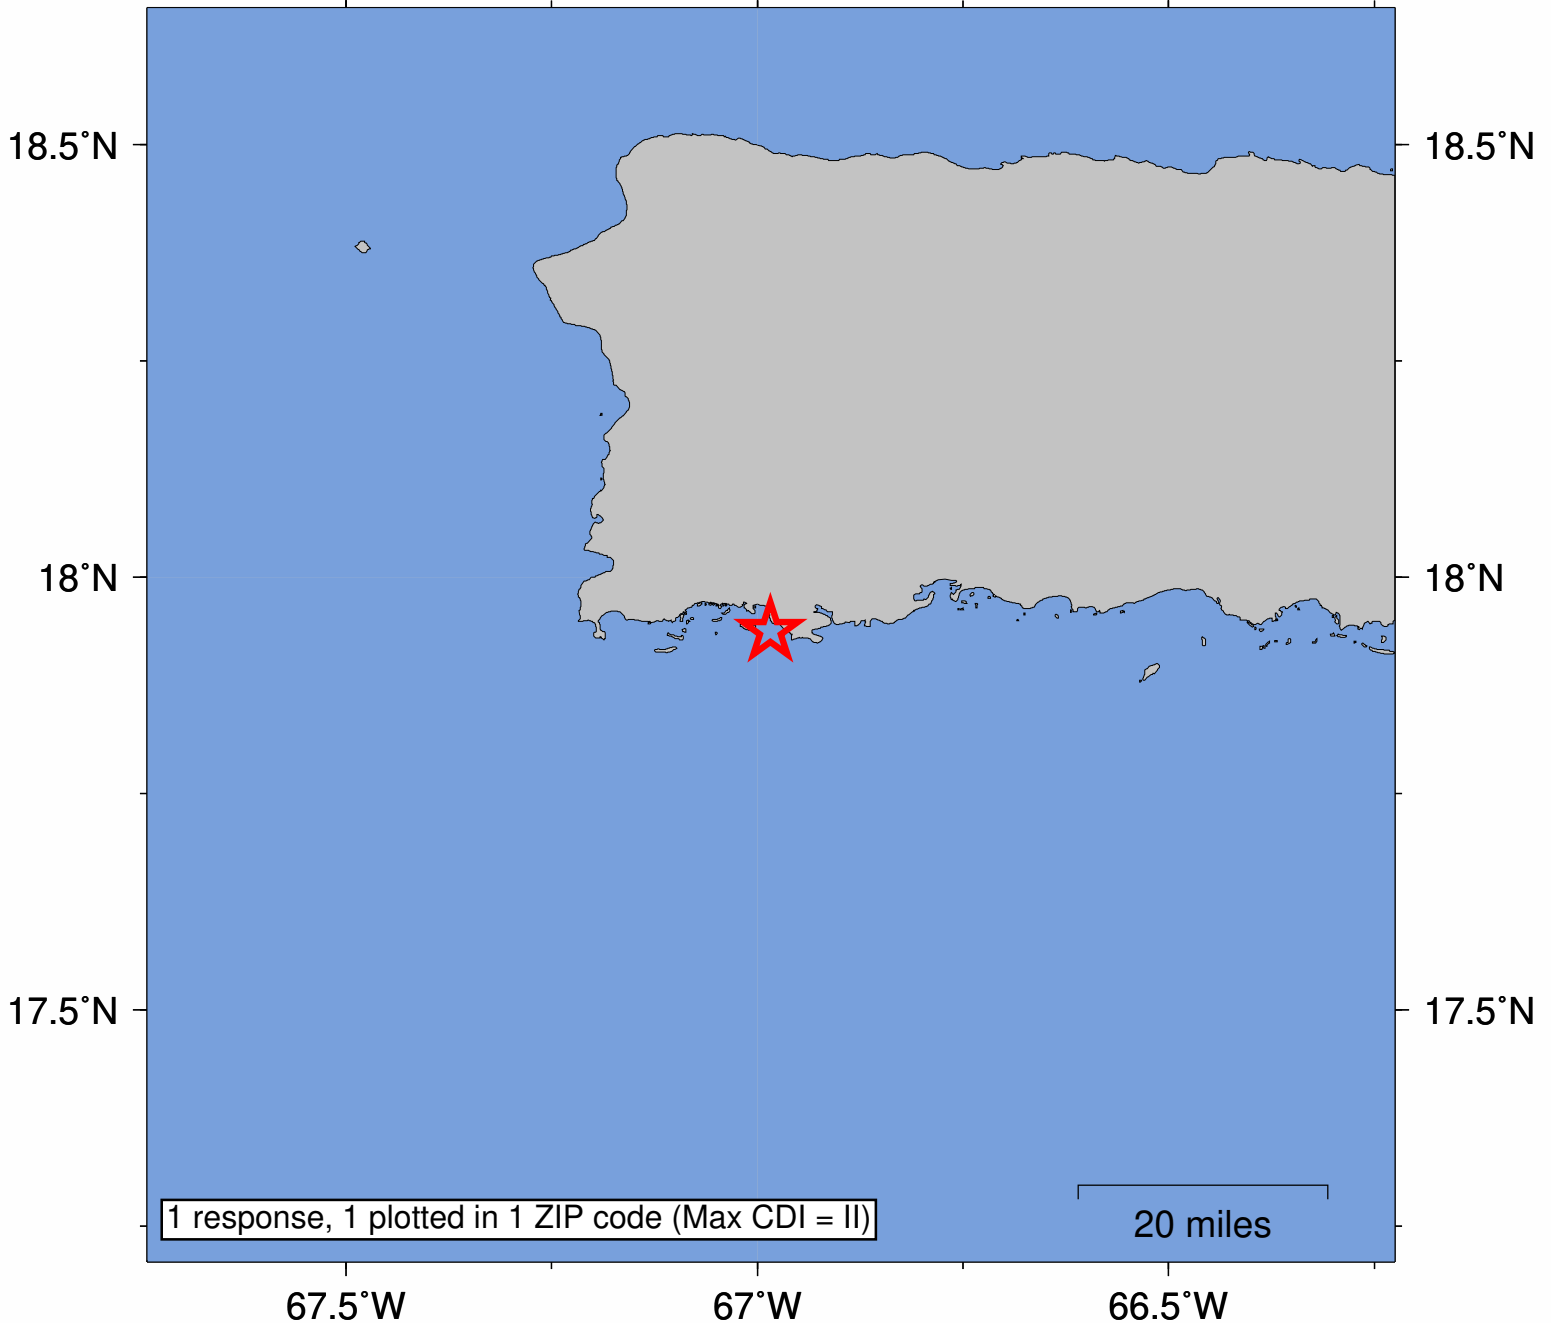 18.5˚N
18.5˚N
18˚N
18˚N
17.5˚N
17.5˚N
1 response, 1 plotted in 1 ZIP code (Max CDI = II)
20 miles
67.5˚W
67˚W
66.5˚W